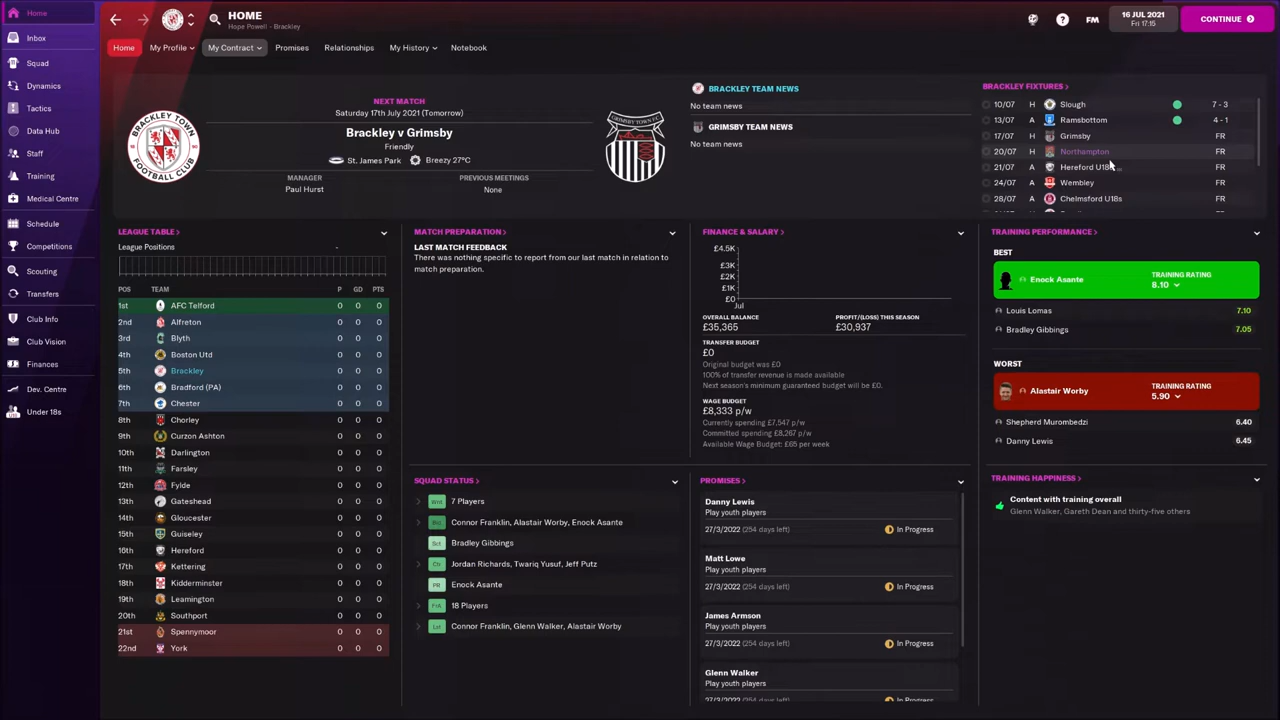 Home
Inbox
Squad
Dynamics
Tactics
Data Hub
Staff
Training
Medical Centre
Schedule
Competitions
Scouting
Transfers
Club Info
Club Vision
Finances
Dev. Centre
Under 18s
HOME
Hope Powell - Brackley
FM
16 JUL 2021
Fri 17:15
CONTINUE
Home
My Profile
My Contract
Promises
Relationships
My History
Notebook
NEXT MATCH
Saturday 17th July 2021 (Tomorrow)
Brackley v Grimsby
Friendly
St. James Park
Breezy 27°C
MANAGER
Paul Hurst
PREVIOUS MEETINGS
None
BRACKLEY TEAM NEWS
No team news
GRIMSBY TEAM NEWS
No team news
BRACKLEY FIXTURES
10/07 H Slough 7 - 3
13/07 A Ramsbottom 4 - 1
17/07 H Grimsby FR
20/07 H Northampton FR
21/07 A Hereford U18s FR
24/07 A Wembley FR
28/07 A Chelmsford U18s FR
LEAGUE TABLE
League Positions -
POS TEAM P GD PTS
1st AFC Telford 0 0 0
2nd Alfreton 0 0 0
3rd Blyth 0 0 0
4th Boston Utd 0 0 0
5th Brackley 0 0 0
6th Bradford (PA) 0 0 0
7th Chester 0 0 0
8th Chorley 0 0 0
9th Curzon Ashton 0 0 0
10th Darlington 0 0 0
11th Farsley 0 0 0
12th Fylde 0 0 0
13th Gateshead 0 0 0
14th Gloucester 0 0 0
15th Guiseley 0 0 0
16th Hereford 0 0 0
17th Kettering 0 0 0
18th Kidderminster 0 0 0
19th Leamington 0 0 0
20th Southport 0 0 0
21st Spennymoor 0 0 0
22nd York 0 0 0
MATCH PREPARATION
LAST MATCH FEEDBACK
There was nothing specific to report from our last match in relation to
match preparation.
SQUAD STATUS
Wnt 7 Players
Connor Franklin, Alastair Worby, Enock Asante
Sct Bradley Gibbings
Ctr Jordan Richards, Twariq Yusuf, Jeff Putz
PR Enock Asante
18 Players
Lst Connor Franklin, Glenn Walker, Alastair Worby
FINANCE & SALARY
£4.5K
£3K
£2K
£1K
£0
Jul
OVERALL BALANCE
£35,365
PROFIT/(LOSS) THIS SEASON
£30,937
TRANSFER BUDGET
£0
Original budget was £0
100% of transfer revenue is made available
Next season's minimum guaranteed budget will be £0.
WAGE BUDGET
£8,333 p/w
Currently spending £7,547 p/w
Committed spending £8,267 p/w
Available Wage Budget: £65 per week
PROMISES
Danny Lewis
Play youth players
27/3/2022 (254 days left) In Progress
Matt Lowe
Play youth players
27/3/2022 (254 days left) In Progress
James Armson
Play youth players
27/3/2022 (254 days left) In Progress
Glenn Walker
Play youth players
27/3/2022 (254 days left) In Progress
TRAINING PERFORMANCE
BEST
Enock Asante
TRAINING RATING
8.10
Louis Lomas 7.10
Bradley Gibbings 7.05
WORST
Alastair Worby
TRAINING RATING
5.90
Shepherd Murombedzi 6.40
Danny Lewis 6.45
TRAINING HAPPINESS
Content with training overall
Glenn Walker, Gareth Dean and thirty-five others